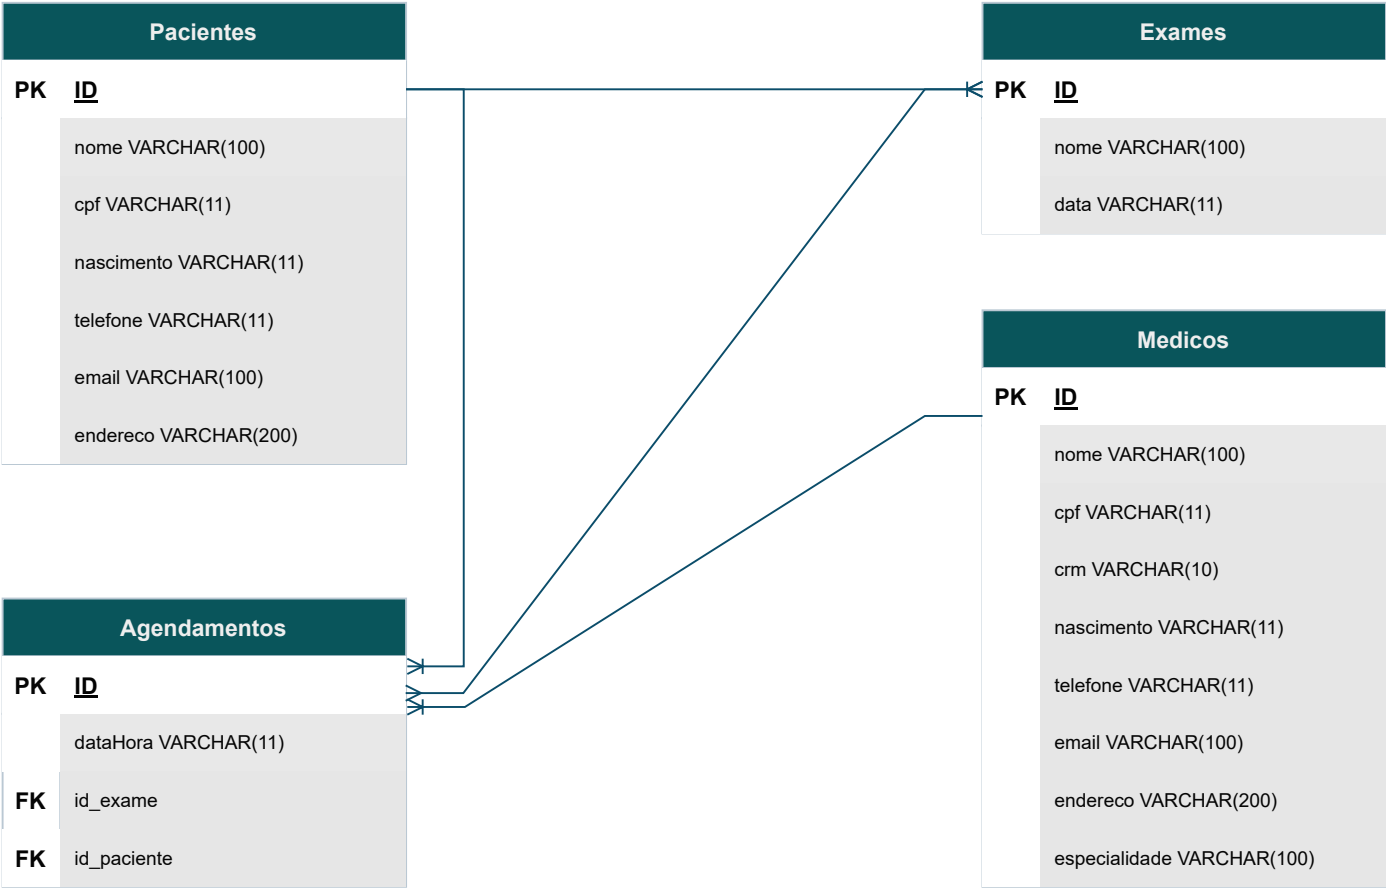 Pacientes
PK ID
nome VARCHAR(100)
cpf VARCHAR(11)
nascimento VARCHAR(11)
telefone VARCHAR(11)
email VARCHAR(100)
endereco VARCHAR(200)
Exames
PK ID
nome VARCHAR(100)
data VARCHAR(11)
Medicos
PK ID
nome VARCHAR(100)
cpf VARCHAR(11)
crm VARCHAR(10)
nascimento VARCHAR(11)
telefone VARCHAR(11)
email VARCHAR(100)
endereco VARCHAR(200)
especialidade VARCHAR(100)
Agendamentos
PK ID
dataHora VARCHAR(11)
FK id_exame
FK id_paciente